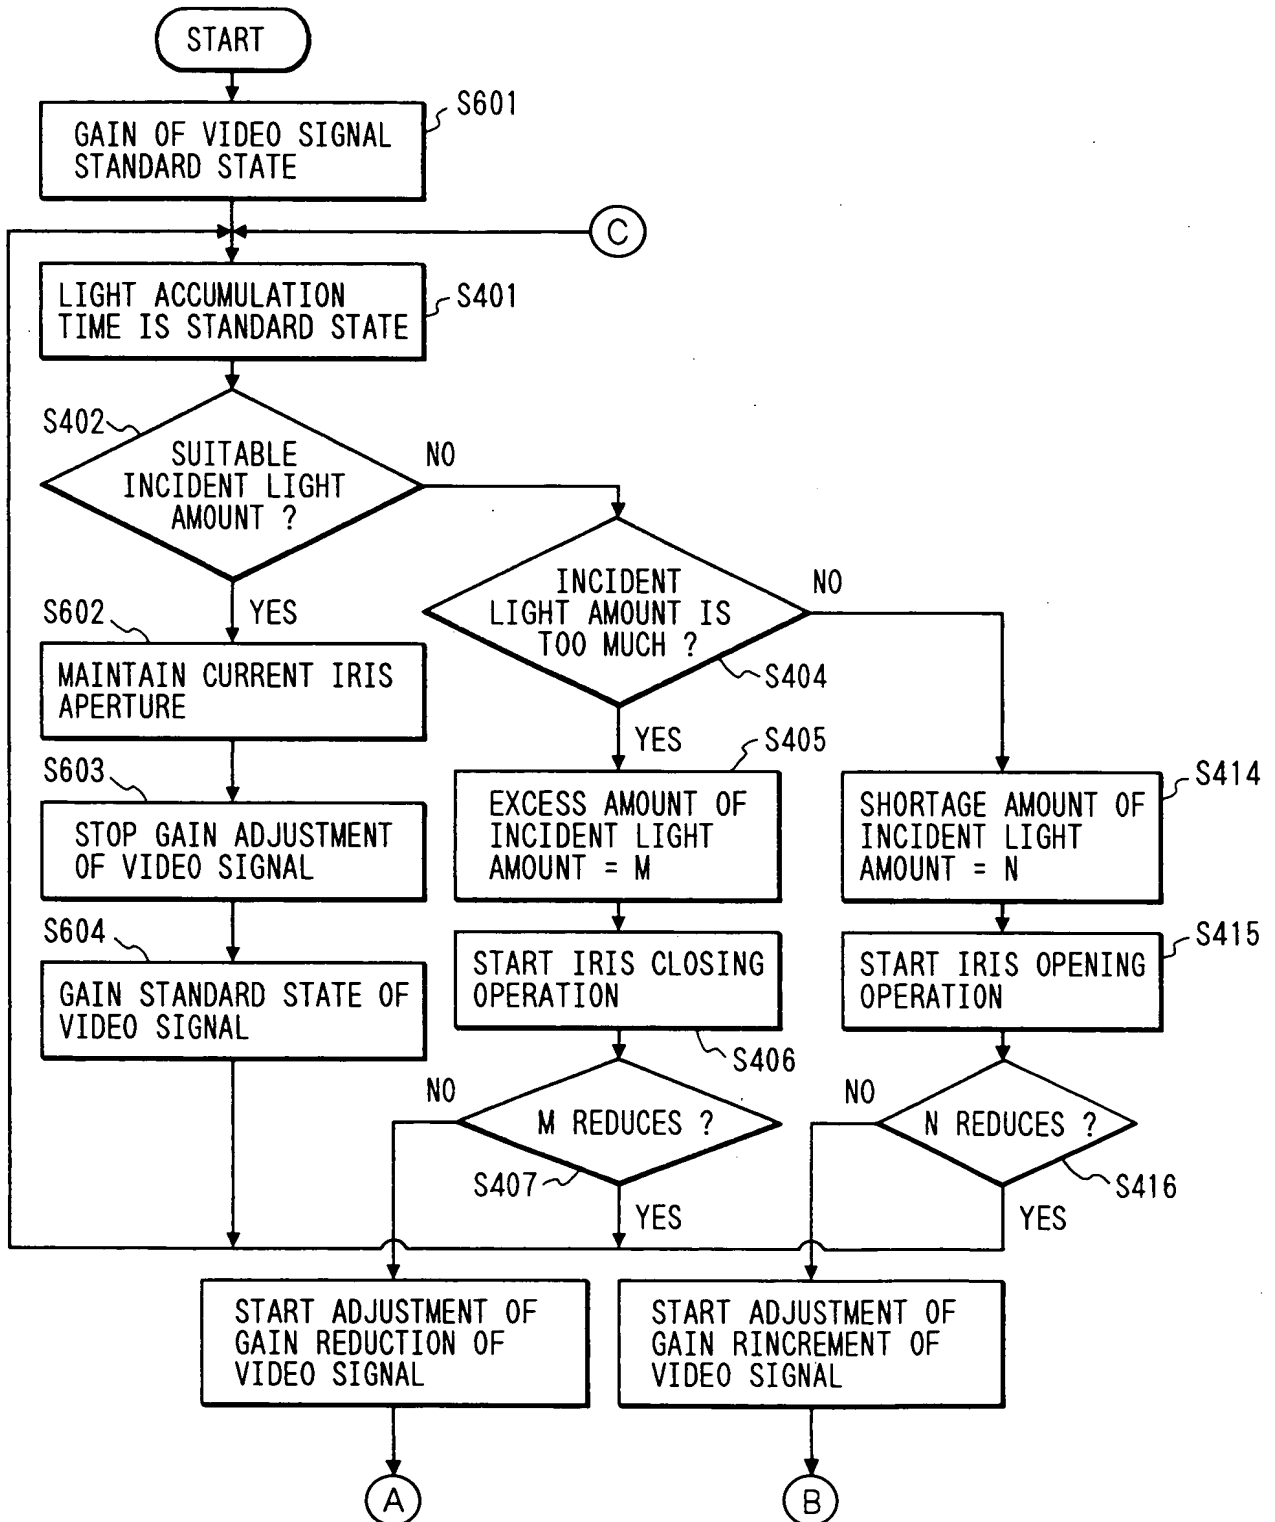 START
S601
GAIN OF VIDEO SIGNAL
STANDARD STATE
C
LIGHT ACCUMULATION
TIME IS STANDARD STATE
S401
S402
SUITABLE
INCIDENT LIGHT
AMOUNT ?
NO
YES
INCIDENT
LIGHT AMOUNT IS
TOO MUCH ?
NO
S404
YES
S602
MAINTAIN CURRENT IRIS
APERTURE
S405
EXCESS AMOUNT OF
INCIDENT LIGHT
AMOUNT = M
S414
SHORTAGE AMOUNT OF
INCIDENT LIGHT
AMOUNT = N
S603
STOP GAIN ADJUSTMENT
OF VIDEO SIGNAL
S604
GAIN STANDARD STATE OF
VIDEO SIGNAL
START IRIS CLOSING
OPERATION
S406
S415
START IRIS OPENING
OPERATION
NO
M REDUCES ?
S407
YES
NO
N REDUCES ?
S416
YES
START ADJUSTMENT OF
GAIN REDUCTION OF
VIDEO SIGNAL
START ADJUSTMENT OF
GAIN RINCREMENT OF
VIDEO SIGNAL
A
B